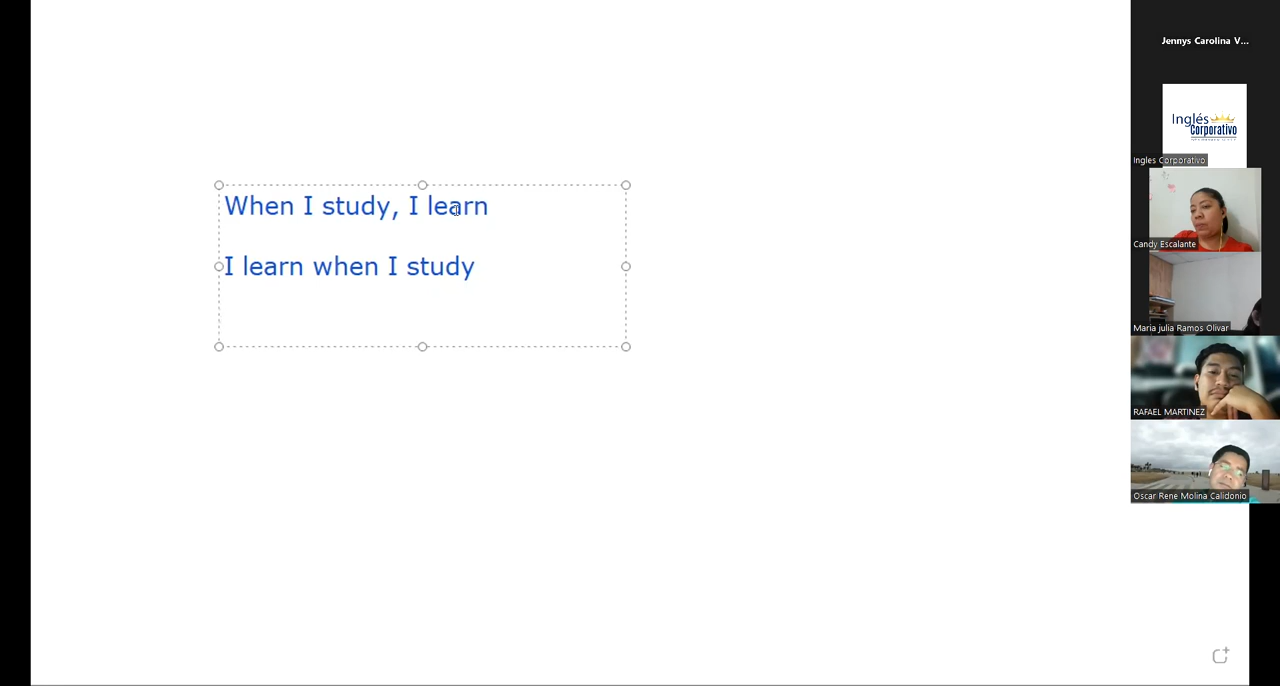 Jennys Carolina V...
Inglés
Corporativo
Ingles Corporativo
When I study, I learn
Candy Escalante
I learn when I study
Maria julia Ramos Olivar
RAFAEL MARTINEZ
Oscar Rene Molina Calidonio